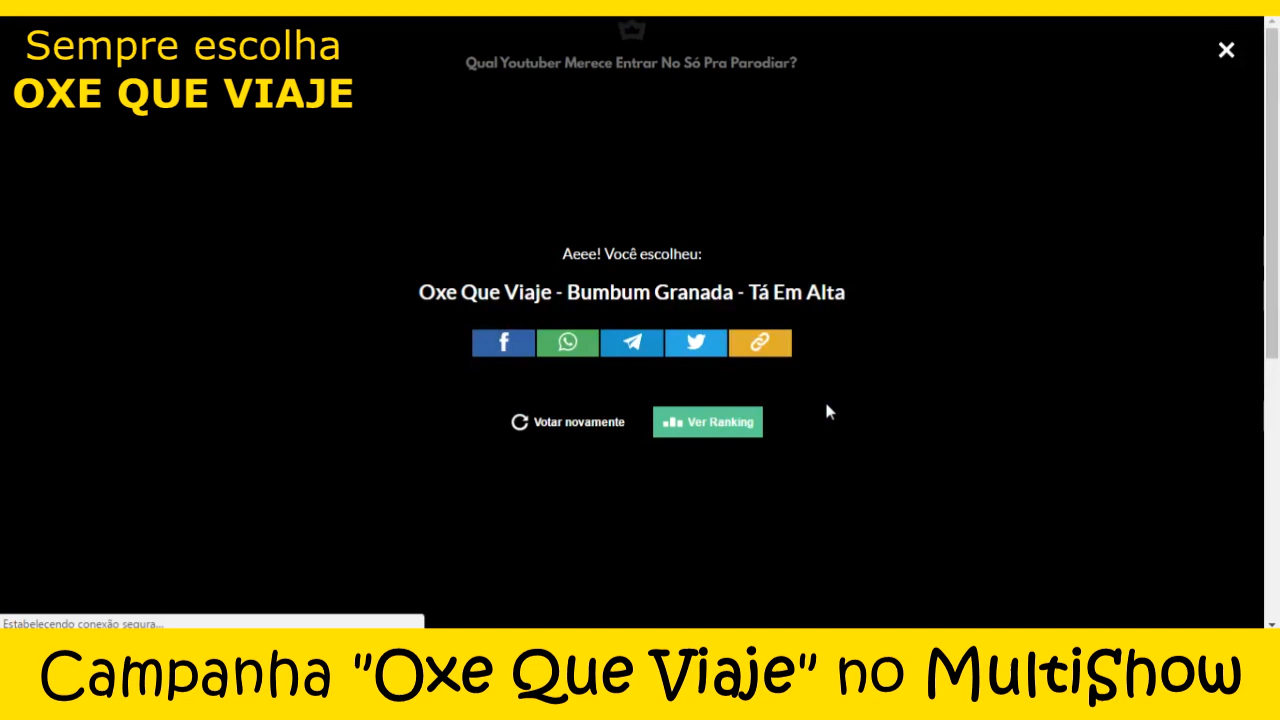 Sempre escolha
OXE QUE VIAJE
Qual Youtuber Merece Entrar No Só Pra Parodiar?
Aeee! Você escolheu:
Oxe Que Viaje - Bumbum Granada - Tá Em Alta
Votar novamente
Ver Ranking
Estabelecendo conexão segura...
Campanha "Oxe Que Viaje" no MultiShow